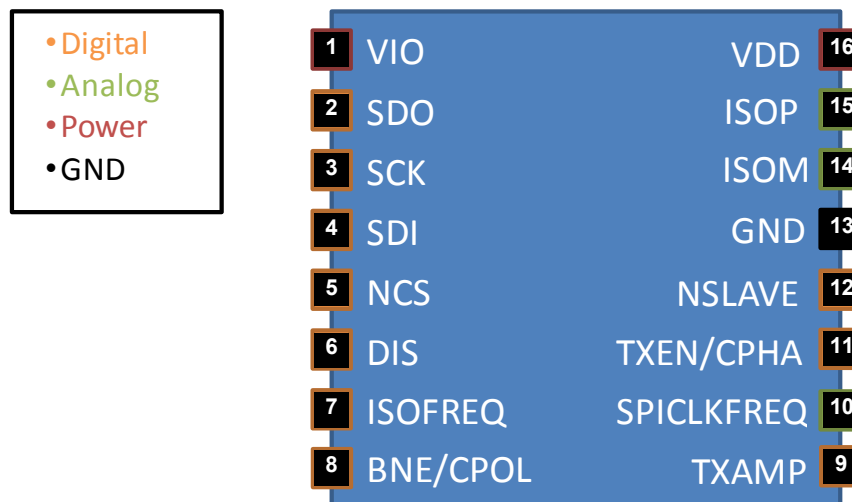 •Digital
•Analog
•Power
•GND
1 VIO
2 SDO
3 SCK
4 SDI
5 NCS
6 DIS
7 ISOFREQ
8 BNE/CPOL
VDD 16
ISOP 15
ISOM 14
GND 13
NSLAVE 12
TXEN/CPHA 11
SPICLKFREQ 10
TXAMP 9